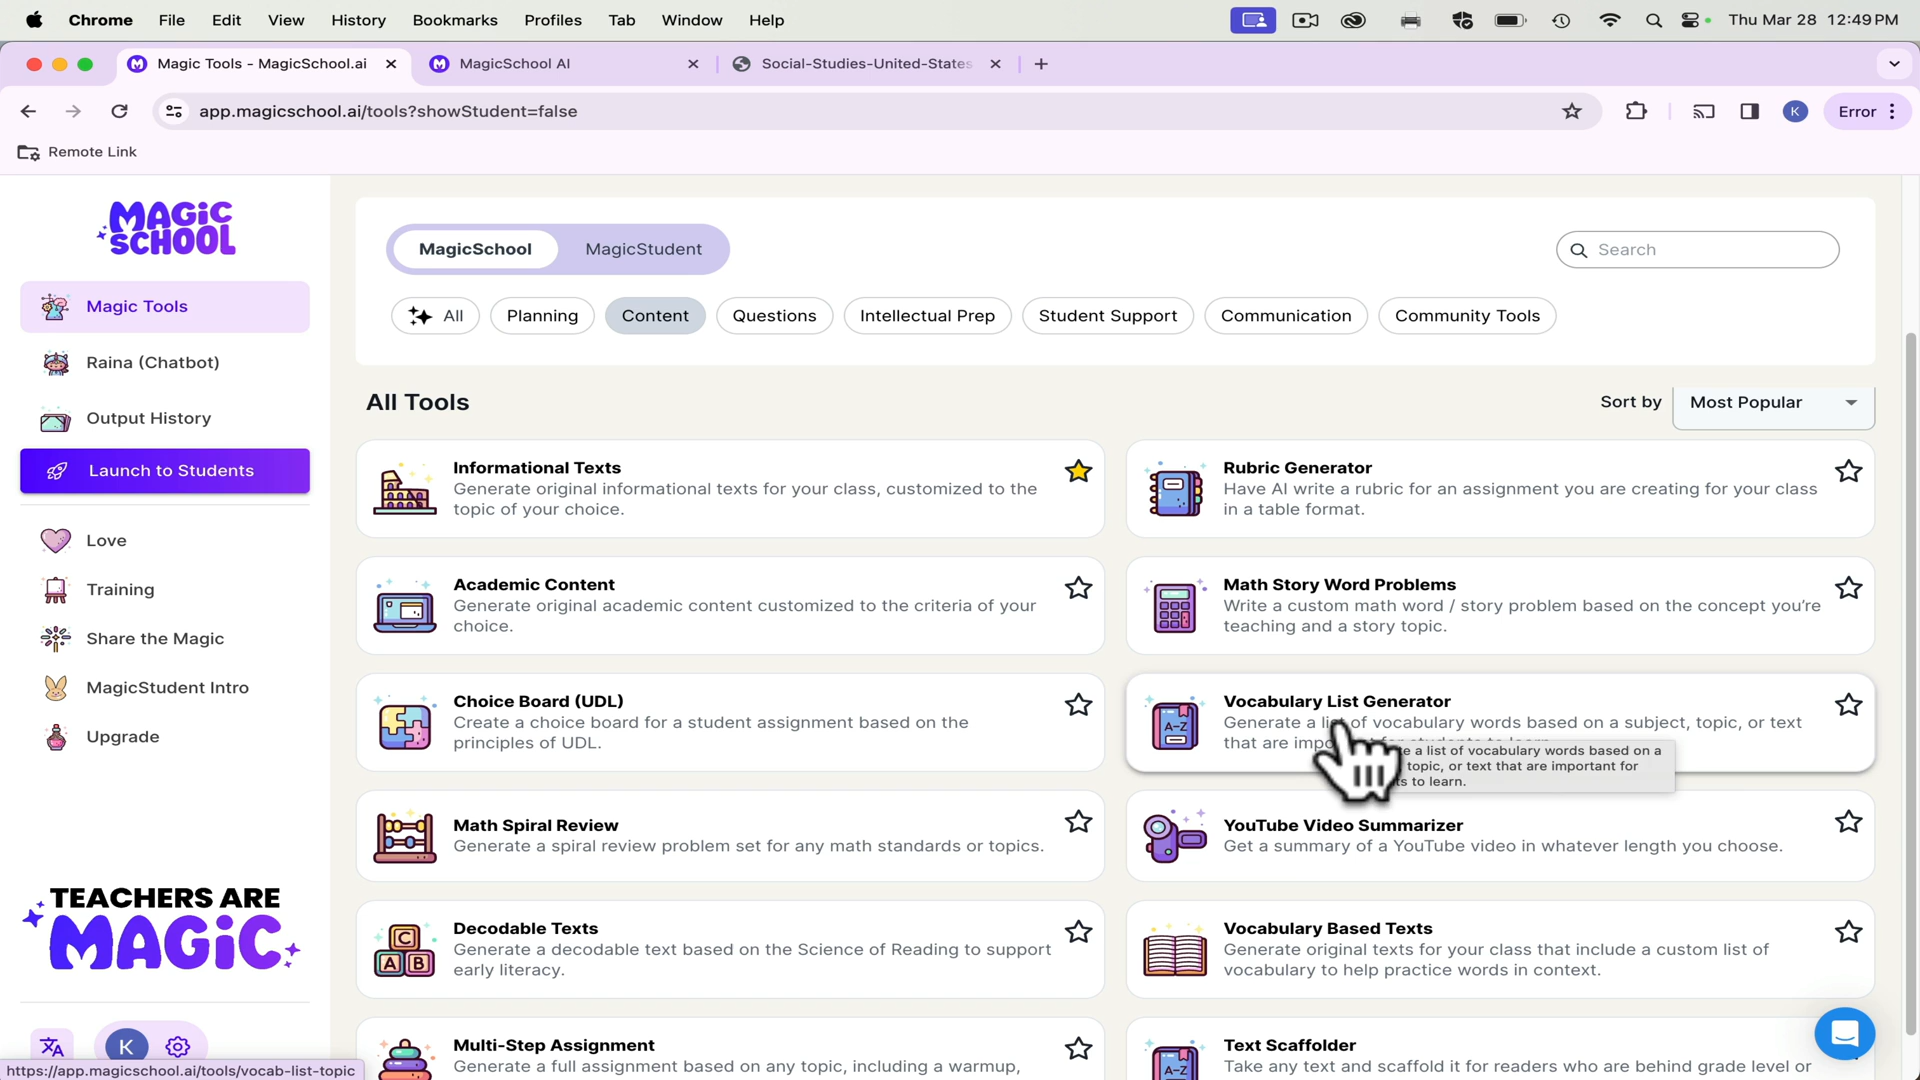 Chrome File Edit View History Bookmarks Profiles Tab Window Help Thu Mar 28 12:49 PM
Magic Tools - MagicSchool.ai MagicSchool AI Social-Studies-United-States
app.magicschool.ai/tools?showStudent=false Error
Remote Link
MAGIC
SCHOOL
Magic Tools
Raina (Chatbot)
Output History
Launch to Students
Love
Training
Share the Magic
MagicStudent Intro
Upgrade
TEACHERS ARE
MAGIC
K
https://app.magicschool.ai/tools/vocab-list-topic
MagicSchool MagicStudent Search
All Planning Content Questions Intellectual Prep Student Support Communication Community Tools
All Tools Sort by Most Popular
Informational Texts
Generate original informational texts for your class, customized to the
topic of your choice.
Rubric Generator
Have AI write a rubric for an assignment you are creating for your class
in a table format.
Academic Content
Generate original academic content customized to the criteria of your
choice.
Math Story Word Problems
Write a custom math word / story problem based on the concept you're
teaching and a story topic.
Choice Board (UDL)
Create a choice board for a student assignment based on the
principles of UDL.
Vocabulary List Generator
Generate a list of vocabulary words based on a subject, topic, or text
that are
e a list of vocabulary words based on a
topic, or text that are important for
ts to learn.
Math Spiral Review
Generate a spiral review problem set for any math standards or topics.
YouTube Video Summarizer
Get a summary of a YouTube video in whatever length you choose.
Decodable Texts
Generate a decodable text based on the Science of Reading to support
early literacy.
Vocabulary Based Texts
Generate original texts for your class that include a custom list of
vocabulary to help practice words in context.
Multi-Step Assignment
Generate a full assignment based on any topic, including a warmup,
Text Scaffolder
Take any text and scaffold it for readers who are behind grade level or